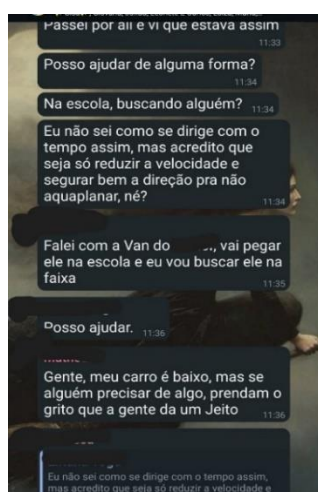 Passei por ali e vi que estava assim
11:33
Posso ajudar de alguma forma?
11:34
Na escola, buscando alguém? 11:34
Eu não sei como se dirige com o
tempo assim, mas acredito que
seja só reduzir a velocidade e
segurar bem a direção pra não
aquaplanar, né?
11:34
Falei com a Van do vai pegar
ele na escola e eu vou buscar ele na
faixa
11:35
Posso ajudar. 11:36
Gente, meu carro é baixo, mas se
alguém precisar de algo, prendam o
grito que a gente da um Jeito
11:36
Eu não sei como se dirige com o tempo assim,
mas acredito que seja só reduzir a velocidade e